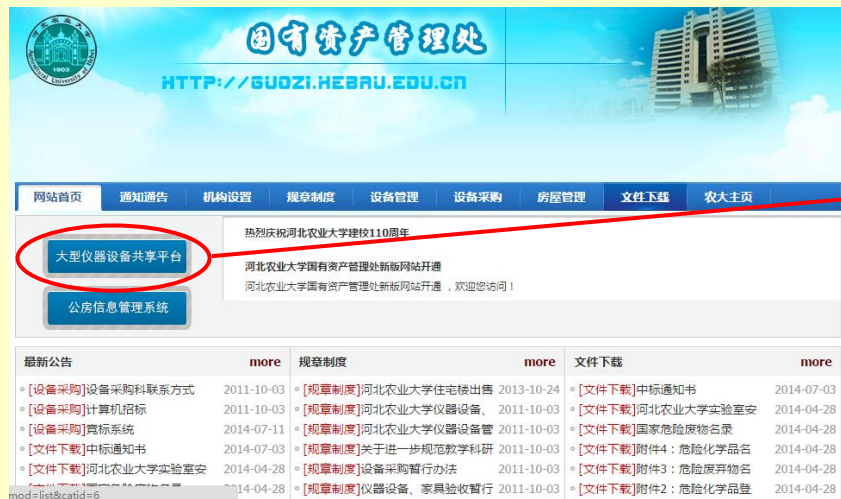 国有资产管理处
HTTP://GUOZI.HEBAU.EDU.CN
1902
网站首页 通知通告 机构设置 规章制度 设备管理 设备采购 房屋管理 文件下载 农大主页
大型仪器设备共享平台
公房信息管理系统
热烈庆祝河北农业大学建校110周年
河北农业大学国有资产管理处新版网站开通
河北农业大学国有资产管理处新版网站开通 ，欢迎您访问！
最新公告 more
[设备采购]设备采购科联系方式 2011-10-03
[设备采购]计算机招标 2011-10-03
[设备采购]竞标系统 2014-07-11
[文件下载]中标通知书 2014-07-03
[文件下载]河北农业大学实验室安 2014-04-28
2014-04-28
规章制度 more
[规章制度]河北农业大学住宅楼出售 2013-10-24
[规章制度]河北农业大学仪器设备、 2011-10-03
[规章制度]河北农业大学仪器设备管 2011-10-03
[规章制度]关于进一步规范教学科研 2011-10-03
[规章制度]设备采购暂行办法 2011-10-03
[规章制度]仪器设备、家具验收暂行 2011-10-03
文件下载 more
[文件下载]中标通知书 2014-07-03
[文件下载]河北农业大学实验室安 2014-04-28
[文件下载]国家危险废物名录 2014-04-28
[文件下载]附件4：危险化学品名 2014-04-28
[文件下载]附件3：危险废弃物名 2014-04-28
[文件下载]附件2：危险化学品登 2014-04-28
mod=list&catid=6